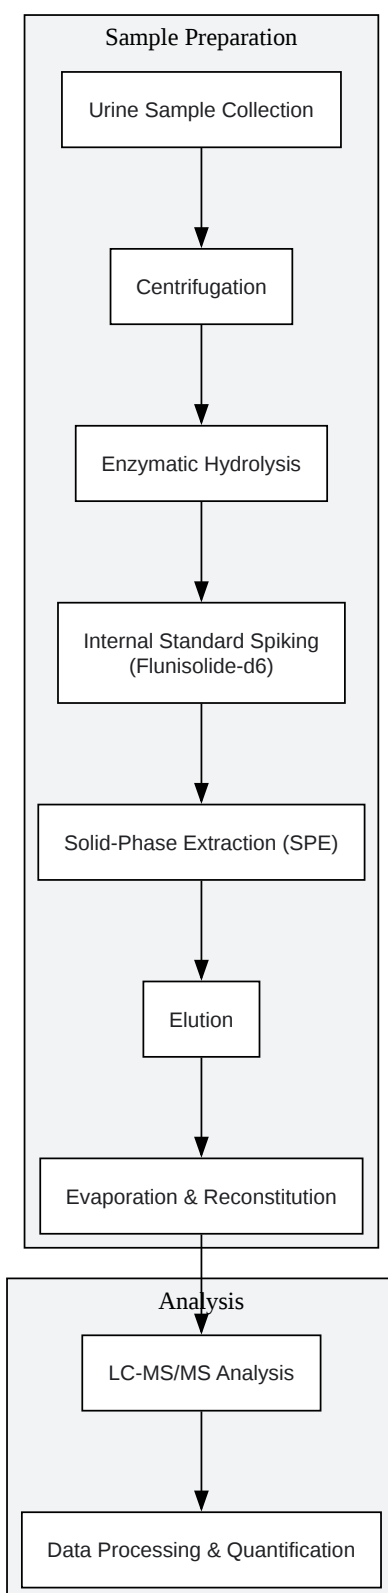 Sample Preparation
Urine Sample Collection
Centrifugation
Enzymatic Hydrolysis
Internal Standard Spiking
(Flunisolide-d6)
Solid-Phase Extraction (SPE)
Elution
Evaporation & Reconstitution
Analysis
LC-MS/MS Analysis
Data Processing & Quantification